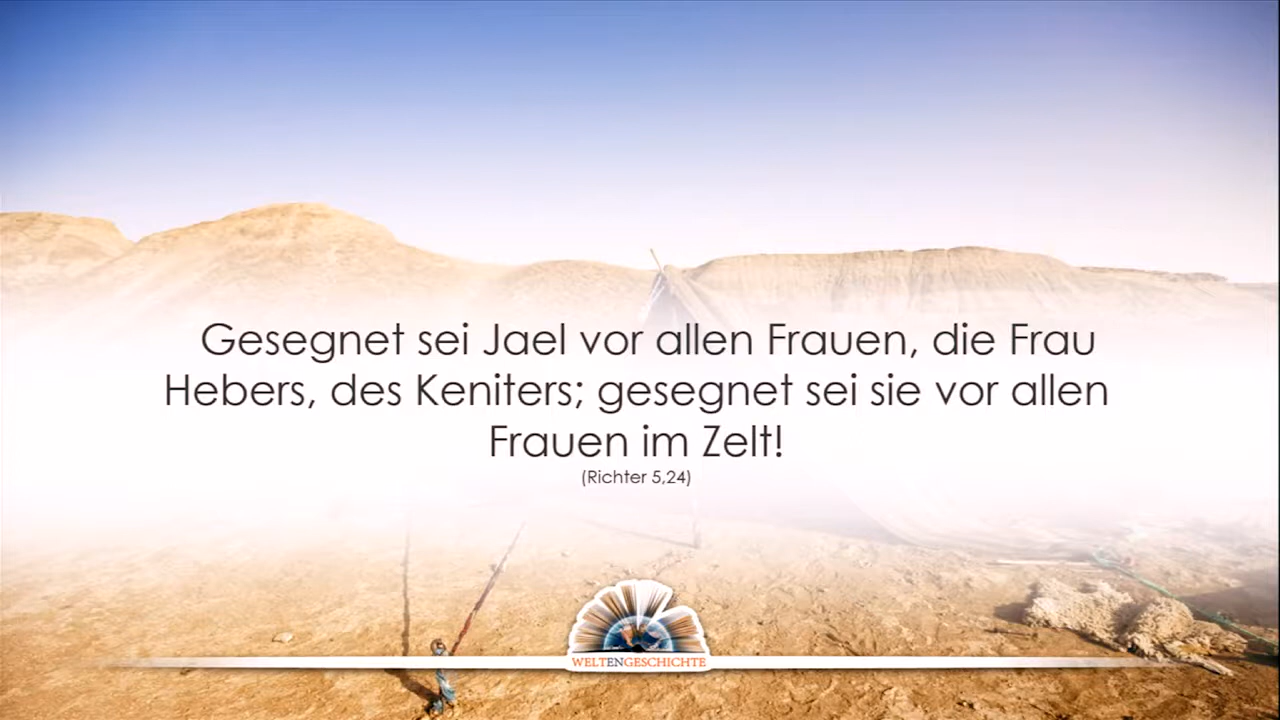 Gesegnet sei Jael vor allen Frauen, die Frau
Hebers, des Keniters; gesegnet sei sie vor allen
Frauen im Zelt!
(Richter 5,24)
WELTENGESCHICHTE